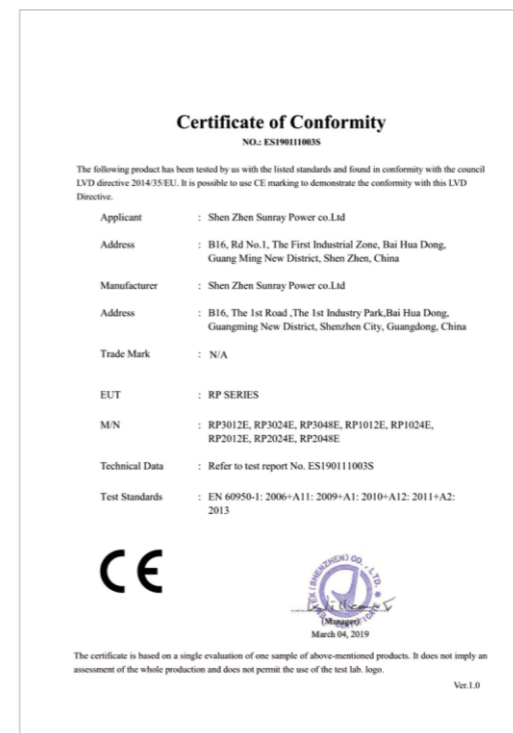 Certificate of Conformity
NO.: ES190111003S
The following product has been tested by us with the listed standards and found in conformity with the council
LVD directive 2014/35/EU. It is possible to use CE marking to demonstrate the conformity with this LVD
Directive.
Applicant : Shen Zhen Sunray Power co.Ltd
Address : B16, Rd No.1, The First Industrial Zone, Bai Hua Dong,
Guang Ming New District, Shen Zhen, China
Manufacturer : Shen Zhen Sunray Power co.Ltd
Address : B16, The 1st Road ,The 1st Industry Park,Bai Hua Dong,
Guangming New District, Shenzhen City, Guangdong, China
Trade Mark : N/A
EUT : RP SERIES
M/N : RP3012E, RP3024E, RP3048E, RP1012E, RP1024E,
RP2012E, RP2024E, RP2048E
Technical Data : Refer to test report No. ES190111003S
Test Standards : EN 60950-1: 2006+A11: 2009+A1: 2010+A12: 2011+A2:
2013
CE
(SHENZHEN) CO., LTD.
(Manager)
March 04, 2019
The certificate is based on a single evaluation of one sample of above-mentioned products. It does not imply an
assessment of the whole production and does not permit the use of the test lab. logo.
Ver.1.0